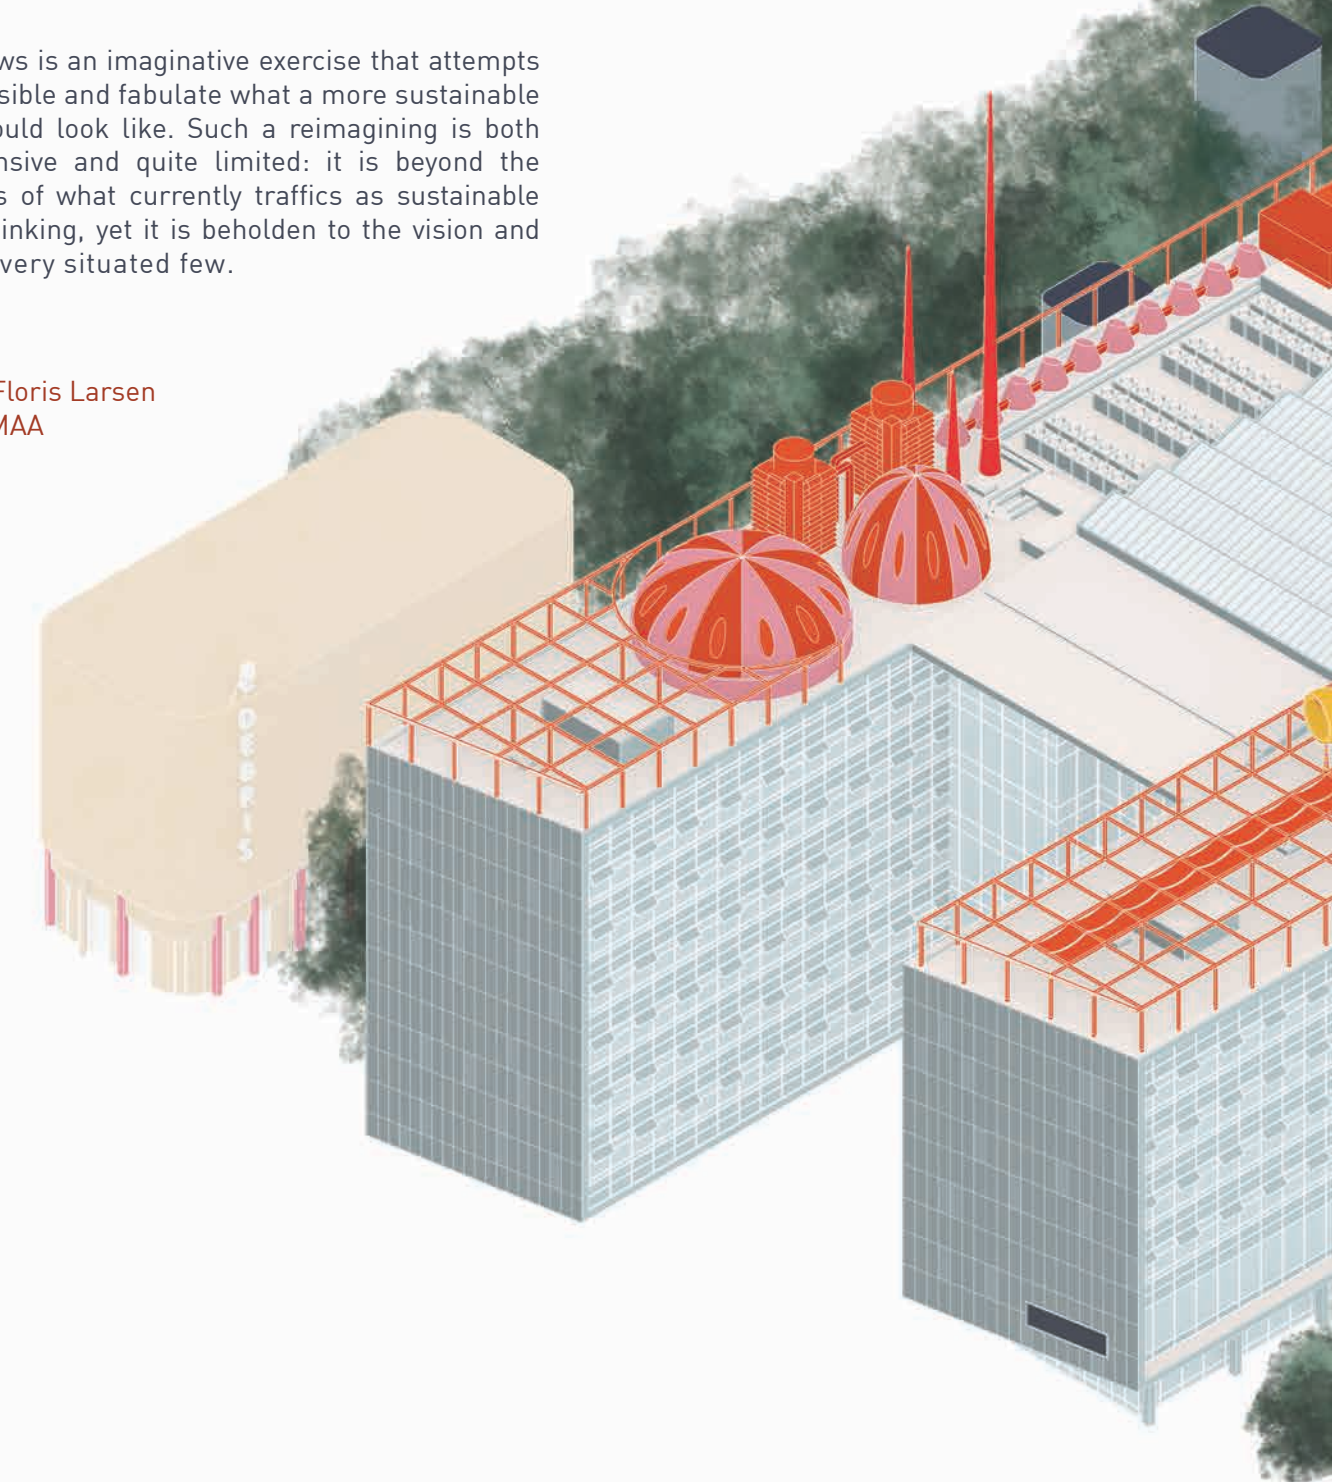 ws is an imaginative exercise that attempts
sible and fabulate what a more sustainable
ould look like. Such a reimagining is both
nsive and quite limited: it is beyond the
s of what currently traffics as sustainable
inking, yet it is beholden to the vision and
very situated few.
Floris Larsen
MAA